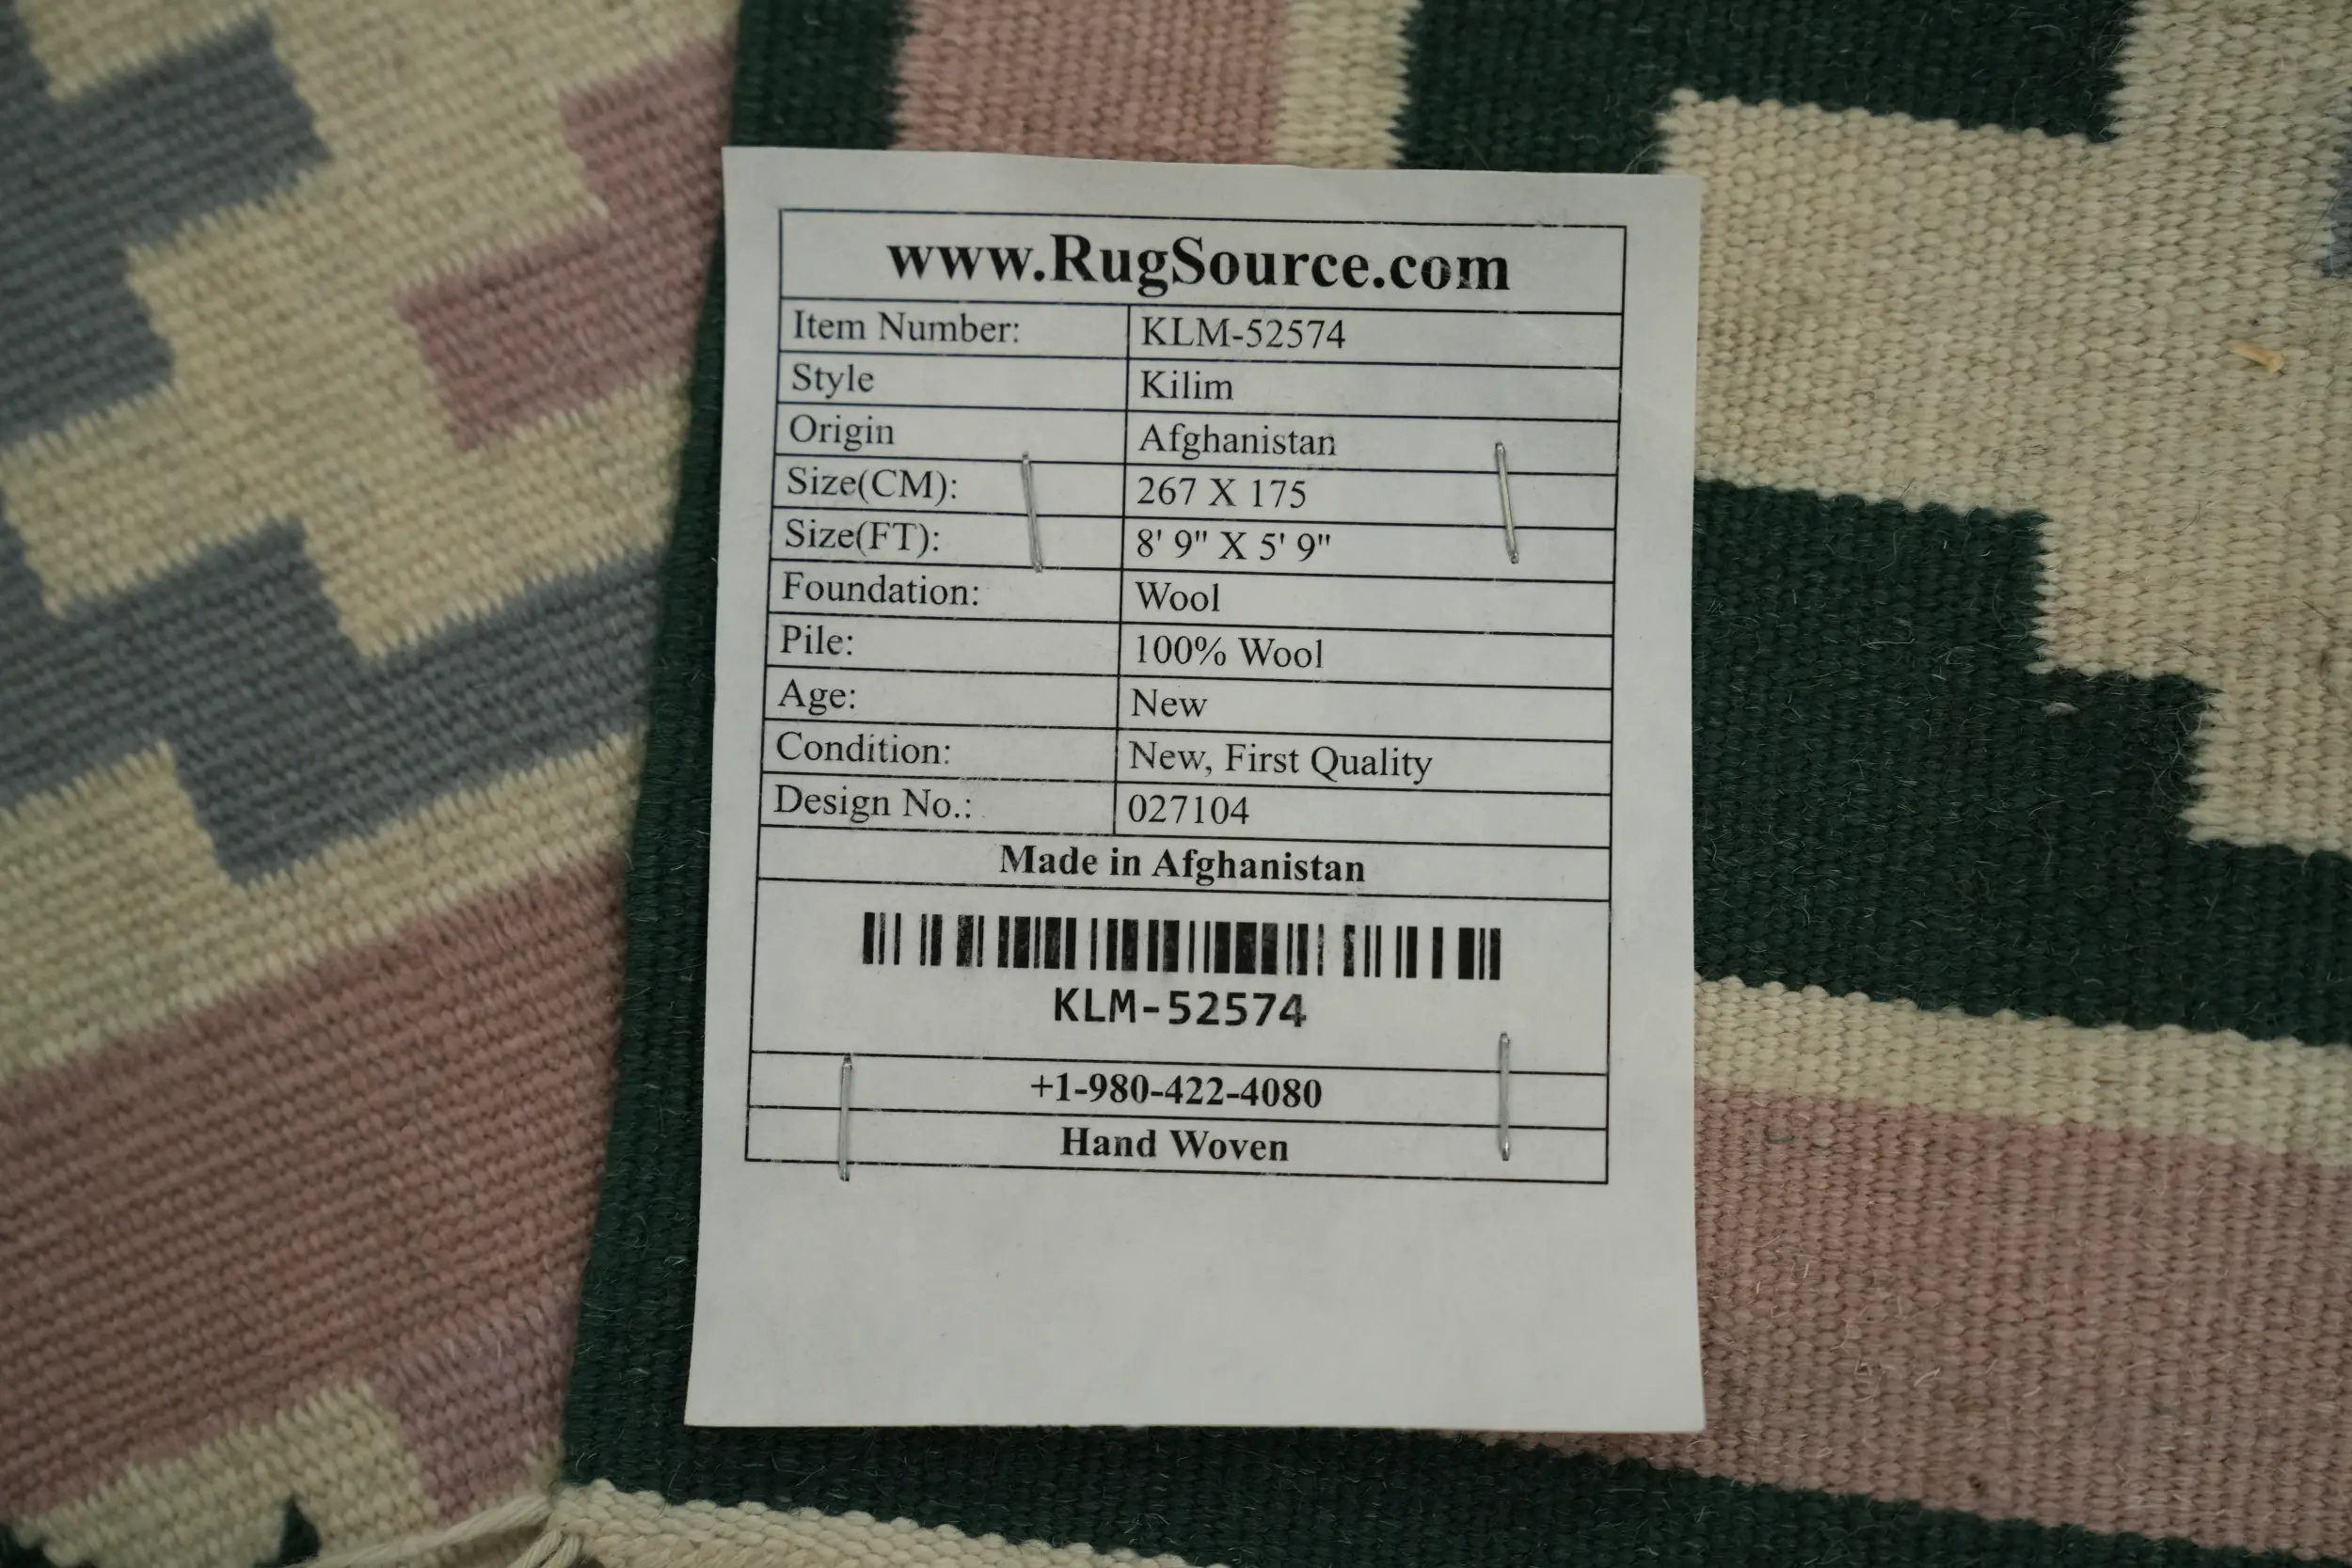 www.RugSource.com
Item Number: KLM-52574
Style Kilim
Origin Afghanistan
Size(CM): 267 X 175
Size(FT): 8' 9" X 5' 9"
Foundation: Wool
Pile: 100% Wool
Age: New
Condition: New, First Quality
Design No.: 027104
Made in Afghanistan
KLM-52574
+1-980-422-4080
Hand Woven